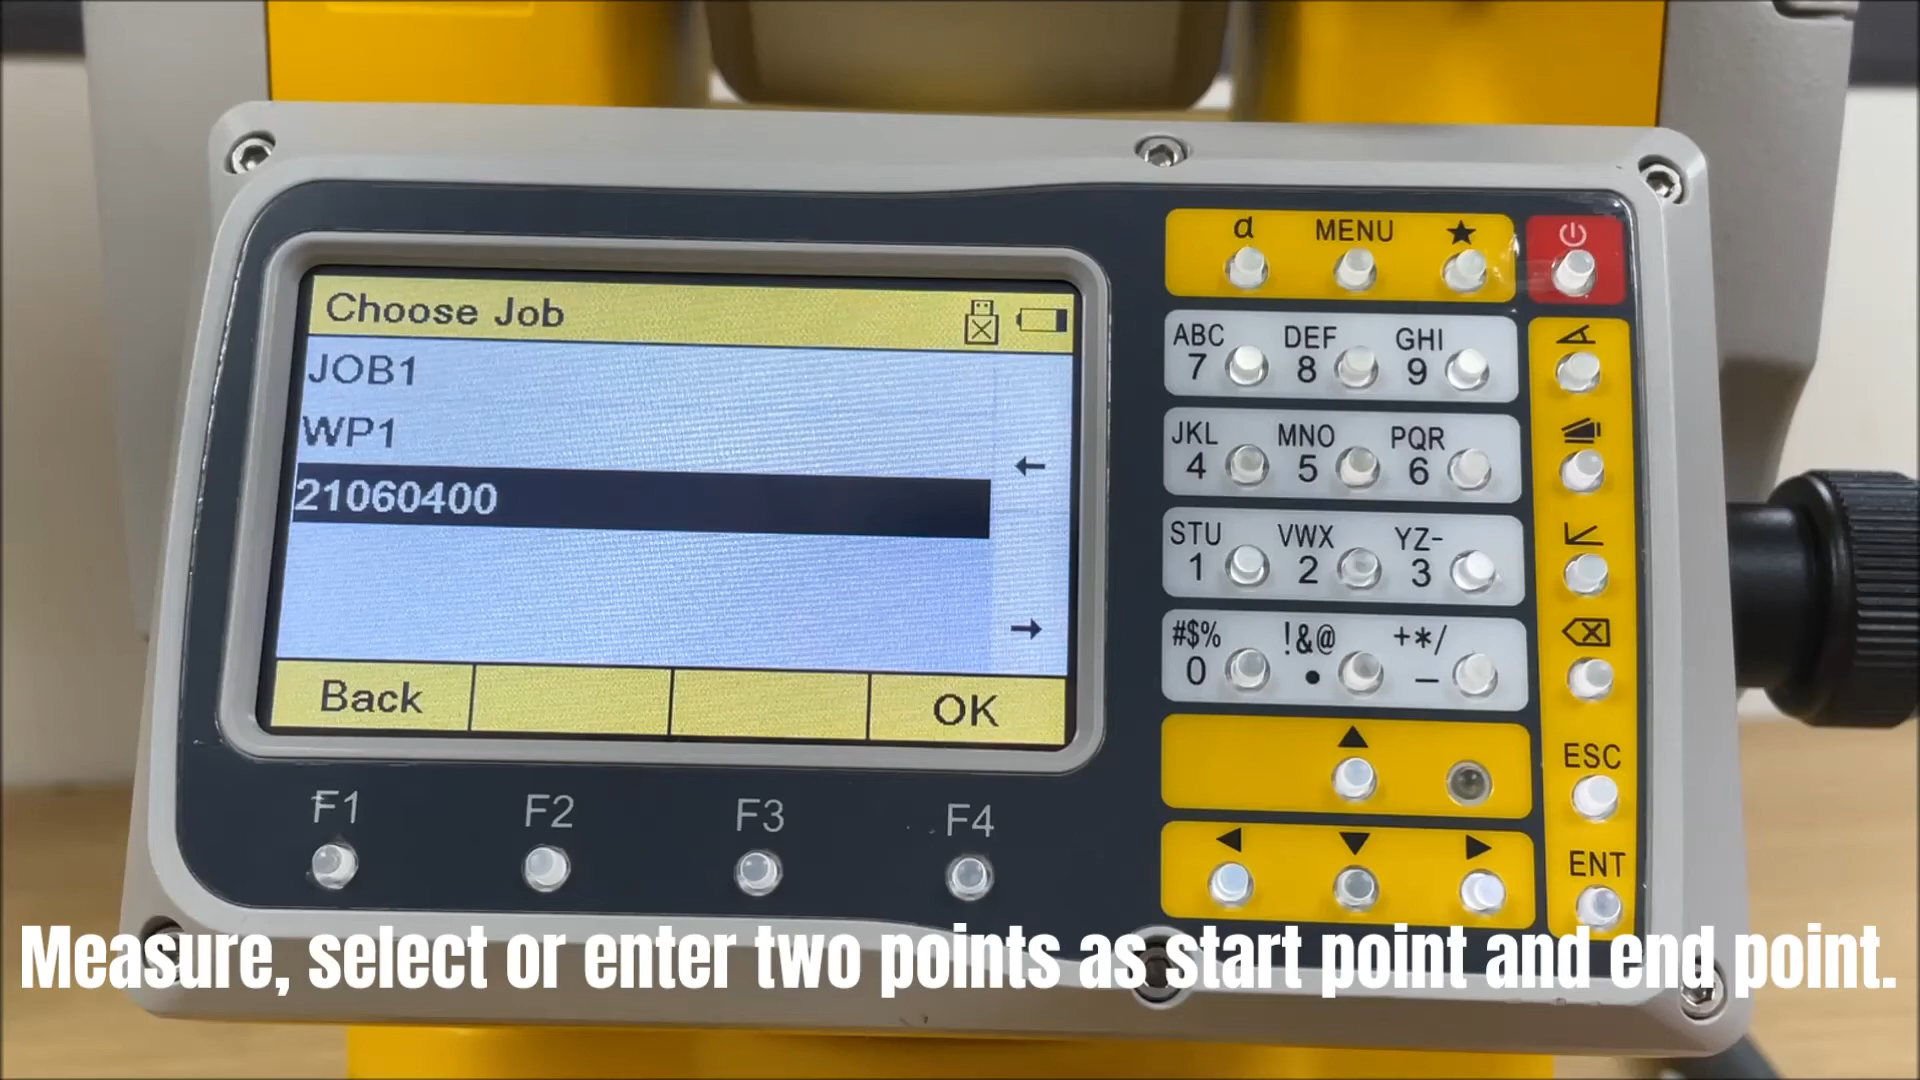 Choose Job
JOB1
WP1
21060400
←
→
Back OK
F1 F2 F3 F4
α MENU ★
ABC DEF GHI
7 8 9
JKL MNO PQR
4 5 6
STU VWX YZ-
1 2 3
#$% !&@ +*/
0 • –
▲
◀ ▼ ▶
ESC
ENT
Measure, select or enter two points as start point and end point.